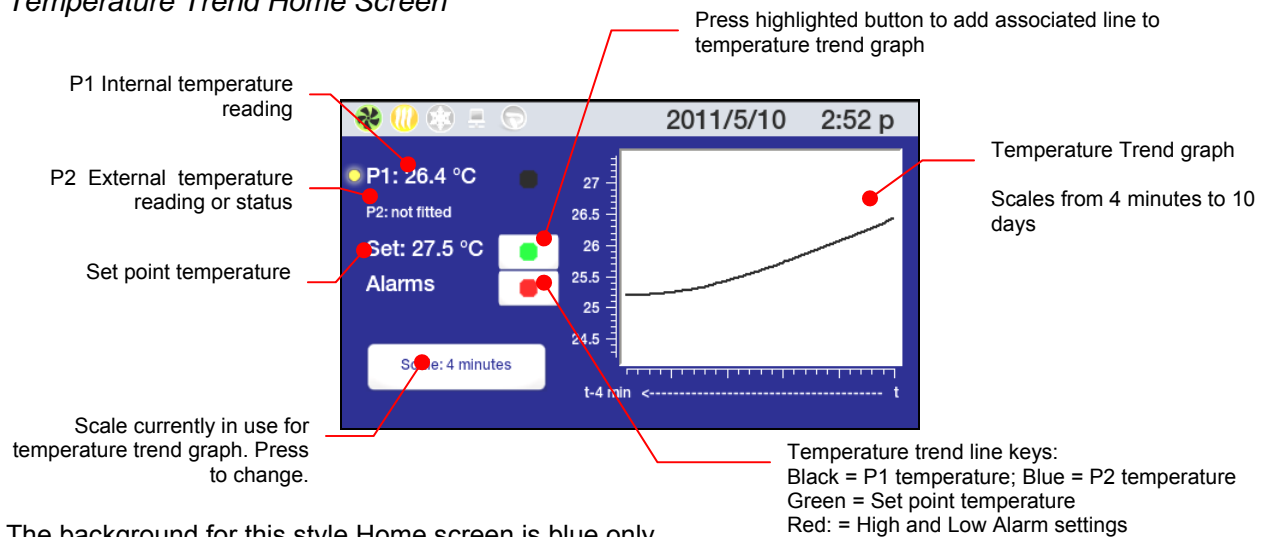 Temperature Trend Home Screen
Press highlighted button to add associated line to
temperature trend graph
P1 Internal temperature
reading
P2 External temperature
reading or status
Set point temperature
Scale currently in use for
temperature trend graph. Press
to change.
2011/5/10 2:52 p
P1: 26.4 °C
P2: not fitted
Set: 27.5 °C
Alarms
Scale: 4 minutes
27
26.5
26
25.5
25
24.5
t-4 min <---------------------------------------- t
Temperature Trend graph
Scales from 4 minutes to 10
days
Temperature trend line keys:
Black = P1 temperature; Blue = P2 temperature
Green = Set point temperature
Red: = High and Low Alarm settings
The background for this style Home screen is blue only